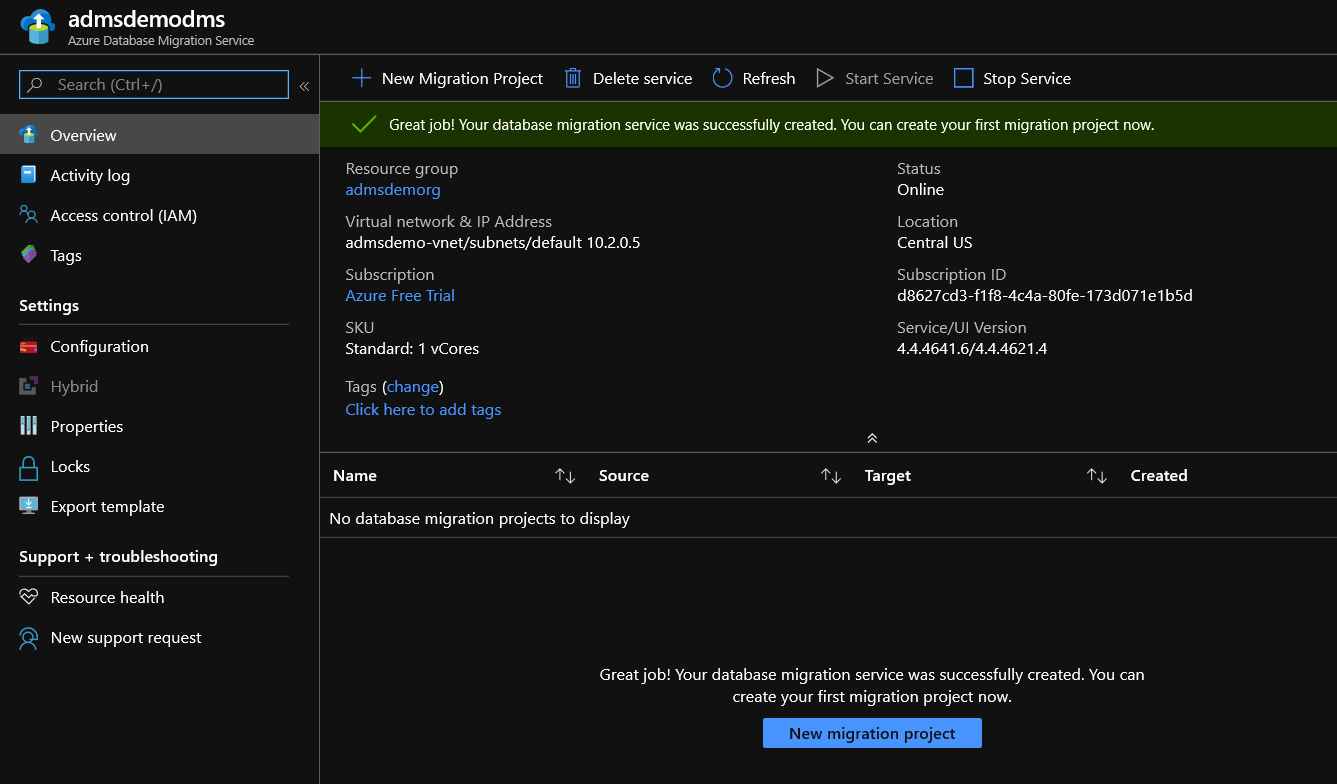 admsdemodms
Azure Database Migration Service
Search (Ctrl+/)
«
Overview
Activity log
Access control (IAM)
Tags
Settings
Configuration
Hybrid
Properties
Locks
Export template
Support + troubleshooting
Resource health
New support request
New Migration Project
Delete service
Refresh
Start Service
Stop Service
Great job! Your database migration service was successfully created. You can create your first migration project now.
Resource group
admsdemorg
Virtual network & IP Address
admsdemo-vnet/subnets/default 10.2.0.5
Subscription
Azure Free Trial
SKU
Standard: 1 vCores
Tags (change)
Click here to add tags
Status
Online
Location
Central US
Subscription ID
d8627cd3-f1f8-4c4a-80fe-173d071e1b5d
Service/UI Version
4.4.4641.6/4.4.4621.4
Name Source Target Created
No database migration projects to display
Great job! Your database migration service was successfully created. You can
create your first migration project now.
New migration project